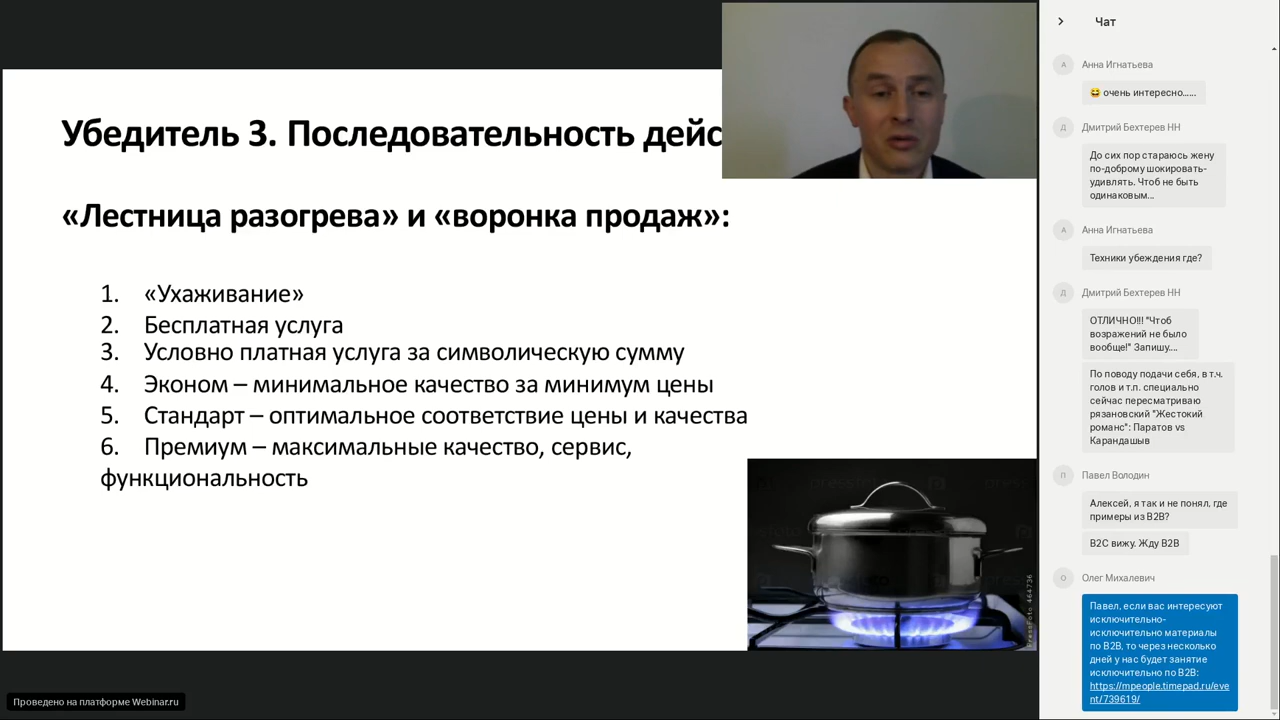 Убедитель 3. Последовательность дейс
«Лестница разогрева» и «воронка продаж»:
1. «Ухаживание»
2. Бесплатная услуга
3. Условно платная услуга за символическую сумму
4. Эконом – минимальное качество за минимум цены
5. Стандарт – оптимальное соответствие цены и качества
6. Премиум – максимальные качество, сервис,
функциональность
PressFoto 464736
Проведено на платформе Webinar.ru
Чат
А
Анна Игнатьева
😂 очень интересно......
Д
Дмитрий Бехтерев НН
До сих пор стараюсь жену
по-доброму шокировать-
удивлять. Чтоб не быть
одинаковым...
А
Анна Игнатьева
Техники убеждения где?
Д
Дмитрий Бехтерев НН
ОТЛИЧНО!!! "Чтоб
возражений не было
вообще!" Запишу....
По поводу подачи себя, в т.ч.
голов и т.п. специально
сейчас пересматриваю
рязановский "Жестокий
романс": Паратов vs
Карандашыв
П
Павел Володин
Алексей, я так и не понял, где
примеры из B2B?
B2C вижу. Жду B2B
О
Олег Михалевич
Павел, если вас интересуют
исключительно-
исключительно материалы
по B2B, то через несколько
дней у нас будет занятие
исключительно по B2B:
https://mpeople.timepad.ru/eve
nt/739619/